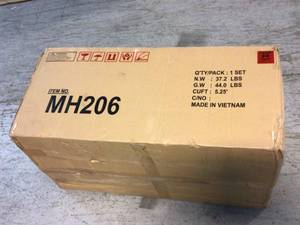 ITEM NO.
MH206
Q'TY/PACK : 1 SET
N.W : 37.2 LBS
G.W : 44.0 LBS
CUFT : 5.25'
C/NO :
MADE IN VIETNAM